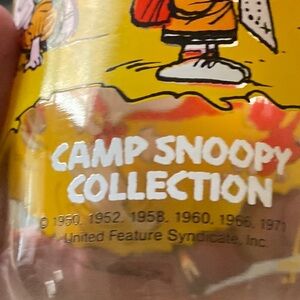 CAMP SNOOPY
COLLECTION
© 1950, 1952, 1958, 1960, 1966, 1971
United Feature Syndicate, Inc.